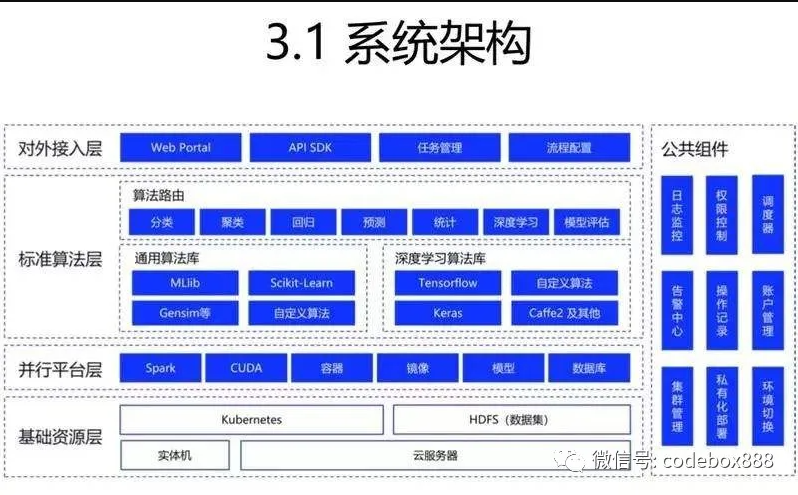 3.1 系统架构
对外接入层
Web Portal
API SDK
任务管理
流程配置
标准算法层
算法路由
分类
聚类
回归
预测
统计
深度学习
模型评估
通用算法库
MLlib
Scikit-Learn
Gensim等
自定义算法
深度学习算法库
Tensorflow
自定义算法
Keras
Caffe2 及其他
并行平台层
Spark
CUDA
容器
镜像
模型
数据库
基础资源层
Kubernetes
HDFS（数据集）
实体机
云服务器
公共组件
日志监控
权限控制
调度器
告警中心
操作记录
账户管理
集群管理
私有化部署
环境切换
微信号: codebox888